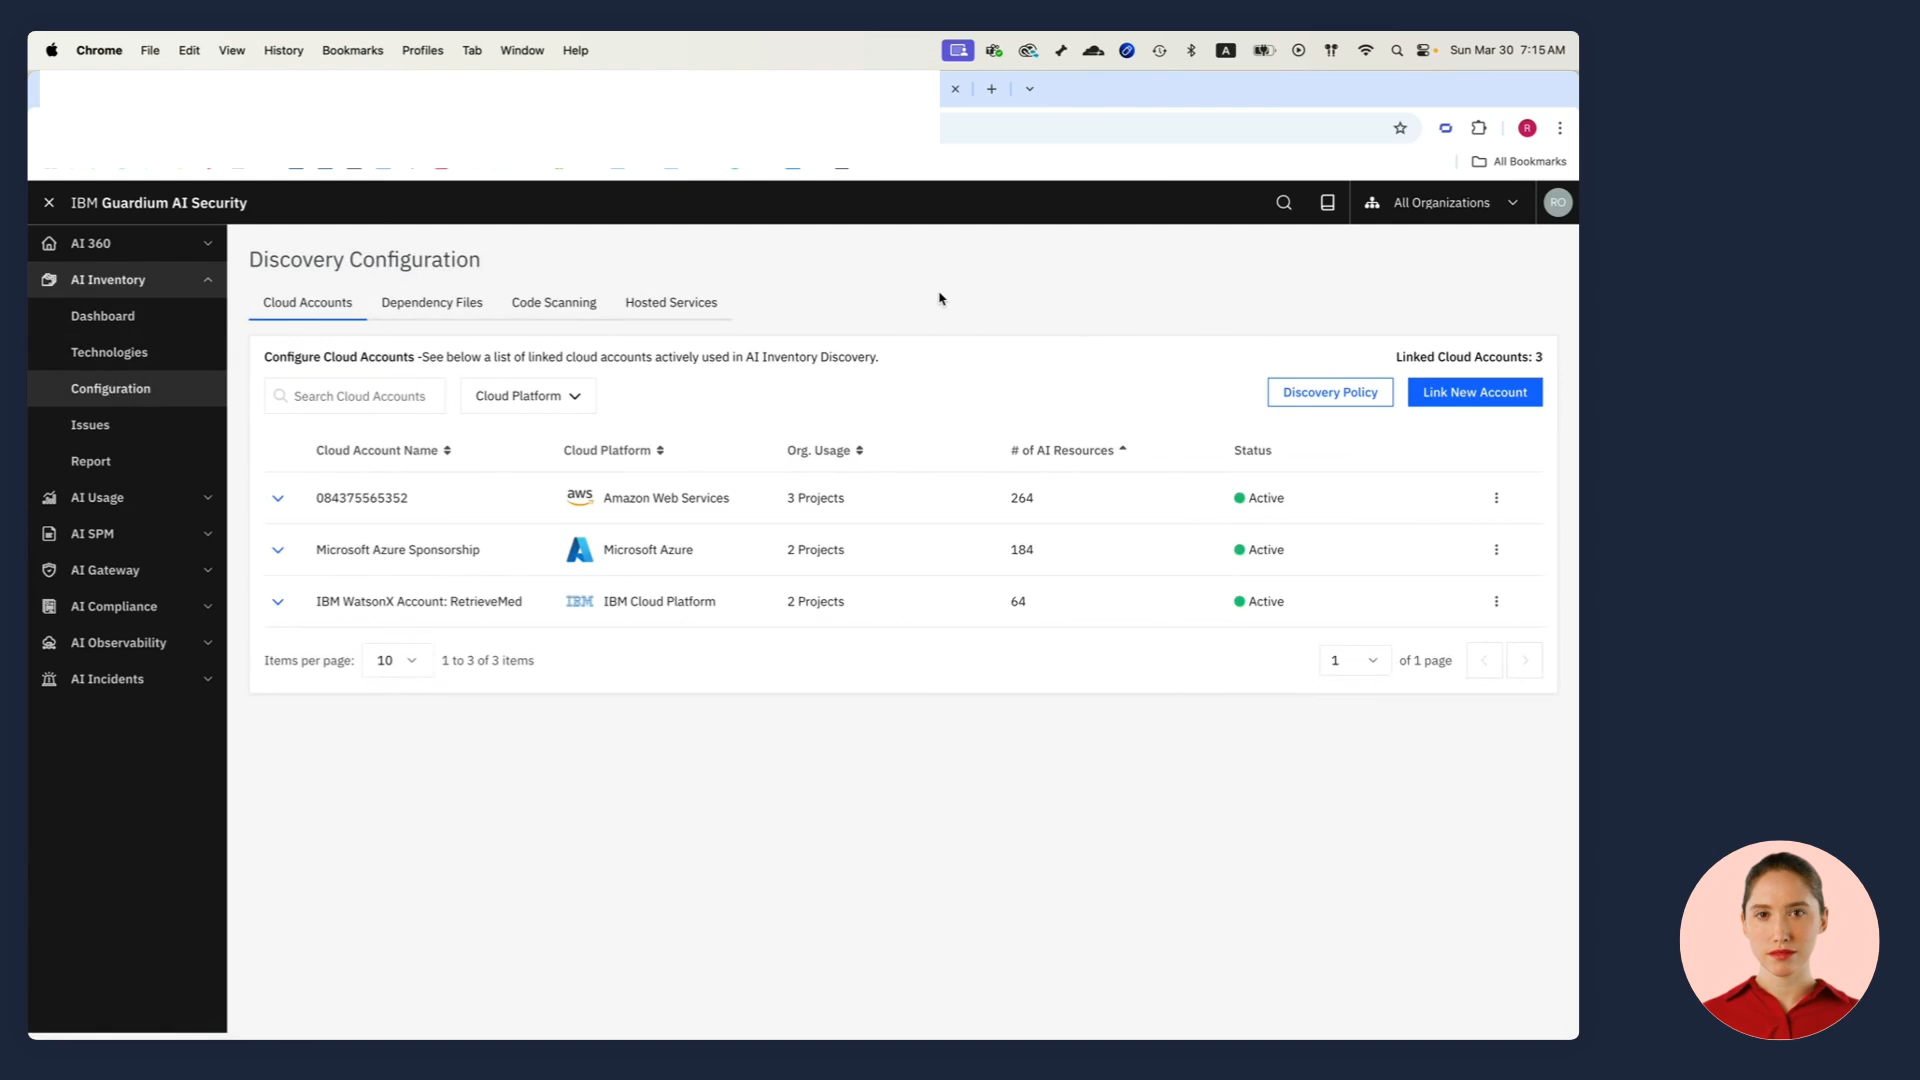 Chrome File Edit View History Bookmarks Profiles Tab Window Help A Sun Mar 30 7:15 AM
R
All Bookmarks
IBM Guardium AI Security All Organizations RO
AI 360
AI Inventory
Dashboard
Technologies
Configuration
Issues
Report
AI Usage
AI SPM
AI Gateway
AI Compliance
AI Observability
AI Incidents
Discovery Configuration
Cloud Accounts Dependency Files Code Scanning Hosted Services
Configure Cloud Accounts -See below a list of linked cloud accounts actively used in AI Inventory Discovery. Linked Cloud Accounts: 3
Search Cloud Accounts Cloud Platform Discovery Policy Link New Account
Cloud Account Name Cloud Platform Org. Usage # of AI Resources Status
084375565352 aws Amazon Web Services 3 Projects 264 Active
Microsoft Azure Sponsorship Microsoft Azure 2 Projects 184 Active
IBM WatsonX Account: RetrieveMed IBM IBM Cloud Platform 2 Projects 64 Active
Items per page: 10 1 to 3 of 3 items 1 of 1 page